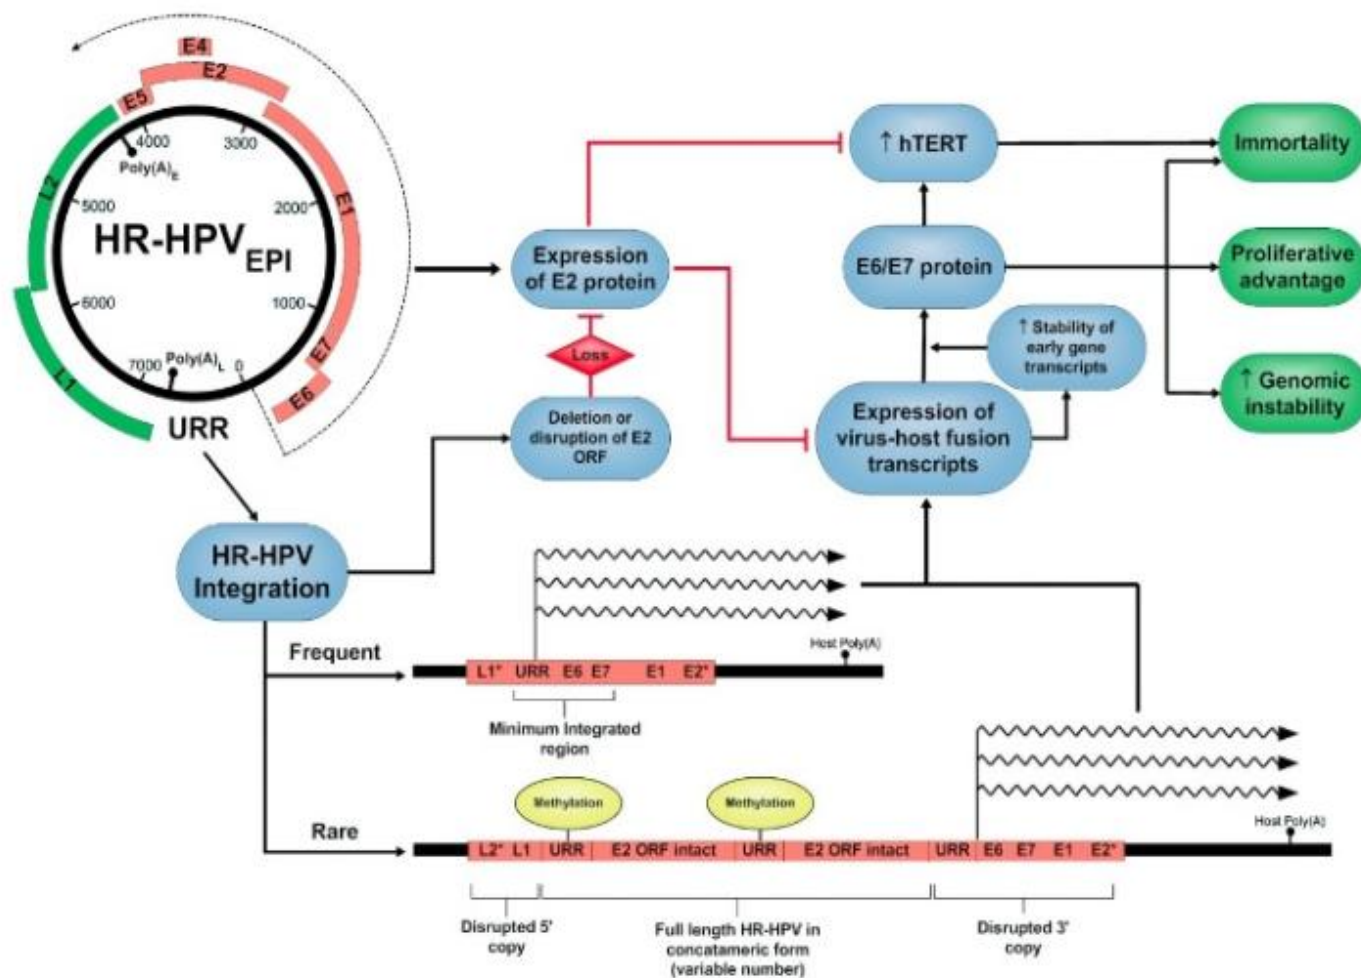 E4
E2
E5
4000
3000
Poly(A)E
L2
5000
2000
E1
HR-HPVEPI
6000
1000
E7
7000
Poly(A)L
0
E6
L1
URR
↑ hTERT
Immortality
Expression
of E2 protein
E6/E7 protein
Proliferative
advantage
Loss
↑ Stability of
early gene
transcripts
↑ Genomic
instability
Deletion or
disruption of E2
ORF
Expression of
virus-host fusion
transcripts
HR-HPV
Integration
Frequent
Host Poly(A)
L1* URR E6 E7 E1 E2*
Minimum Integrated
region
Methylation
Methylation
Rare
Host Poly(A)
L2* L1 URR E2 ORF intact URR E2 ORF intact URR E6 E7 E1 E2*
Disrupted 5'
copy
Full length HR-HPV in
concatameric form
(variable number)
Disrupted 3'
copy